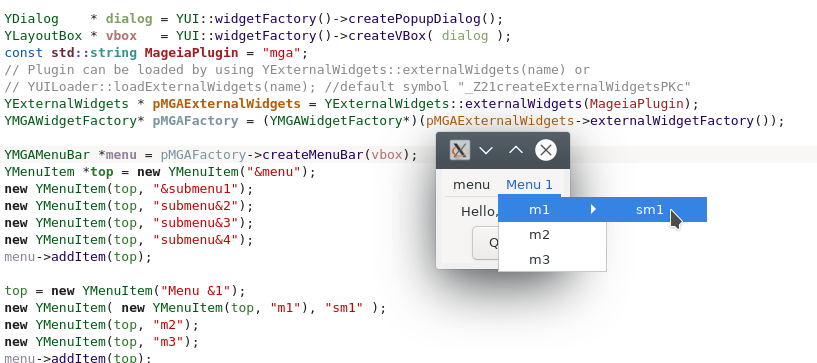 YDialog    * dialog = YUI::widgetFactory()->createPopupDialog();
YLayoutBox * vbox   = YUI::widgetFactory()->createVBox( dialog );
const std::string MageiaPlugin = "mga";
// Plugin can be loaded by using YExternalWidgets::externalWidgets(name) or
// YUILoader::loadExternalWidgets(name); //default symbol "_Z21createExternalWidgetsPKc"
YExternalWidgets * pMGAExternalWidgets = YExternalWidgets::externalWidgets(MageiaPlugin);
YMGAWidgetFactory* pMGAFactory = (YMGAWidgetFactory*)(pMGAExternalWidgets->externalWidgetFactory());
YMGAMenuBar *menu = pMGAFactory->createMenuBar(vbox);
YMenuItem *top = new YMenuItem("&menu");
new YMenuItem(top, "&submenu1");
new YMenuItem(top, "submenu&2");
new YMenuItem(top, "submenu&3");
new YMenuItem(top, "submenu&4");
menu->addItem(top);
top = new YMenuItem("Menu &1");
new YMenuItem( new YMenuItem(top, "m1"), "sm1" );
new YMenuItem(top, "m2");
new YMenuItem(top, "m3");
menu->addItem(top);
menu Menu 1
Hello,
Q
m1 sm1
m2
m3